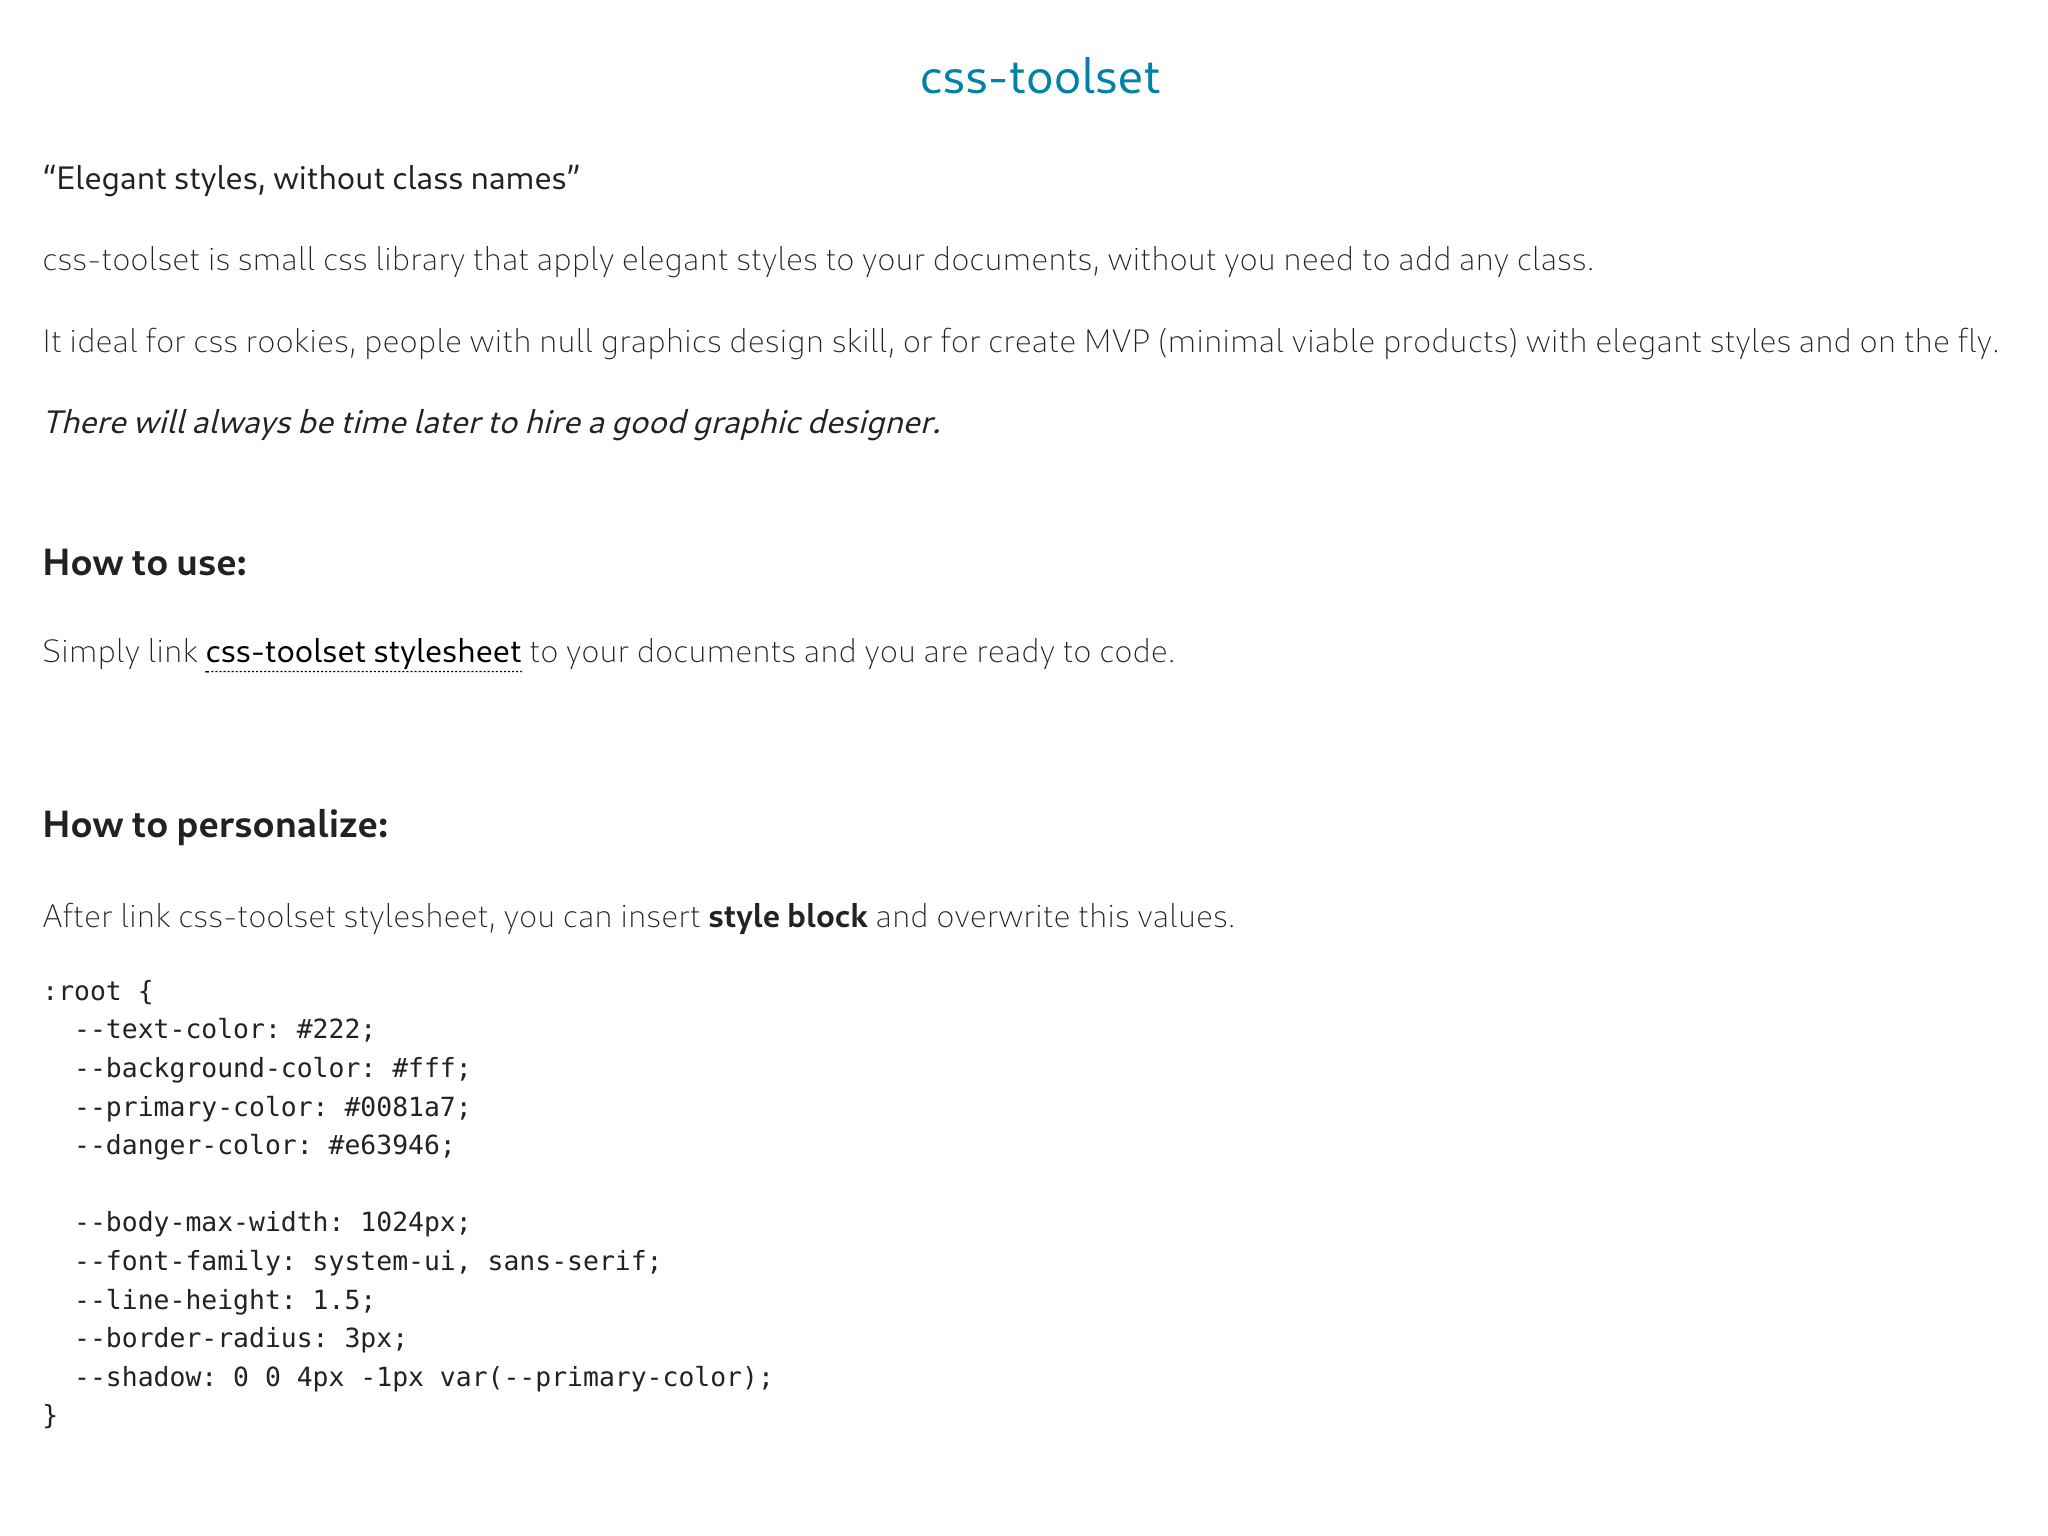 css-toolset
“Elegant styles, without class names”
css-toolset is small css library that apply elegant styles to your documents, without you need to add any class.
It ideal for css rookies, people with null graphics design skill, or for create MVP (minimal viable products) with elegant styles and on the fly.
There will always be time later to hire a good graphic designer.
How to use:
Simply link css-toolset stylesheet to your documents and you are ready to code.
How to personalize:
After link css-toolset stylesheet, you can insert style block and overwrite this values.
:root {
  --text-color: #222;
  --background-color: #fff;
  --primary-color: #0081a7;
  --danger-color: #e63946;
  --body-max-width: 1024px;
  --font-family: system-ui, sans-serif;
  --line-height: 1.5;
  --border-radius: 3px;
  --shadow: 0 0 4px -1px var(--primary-color);
}